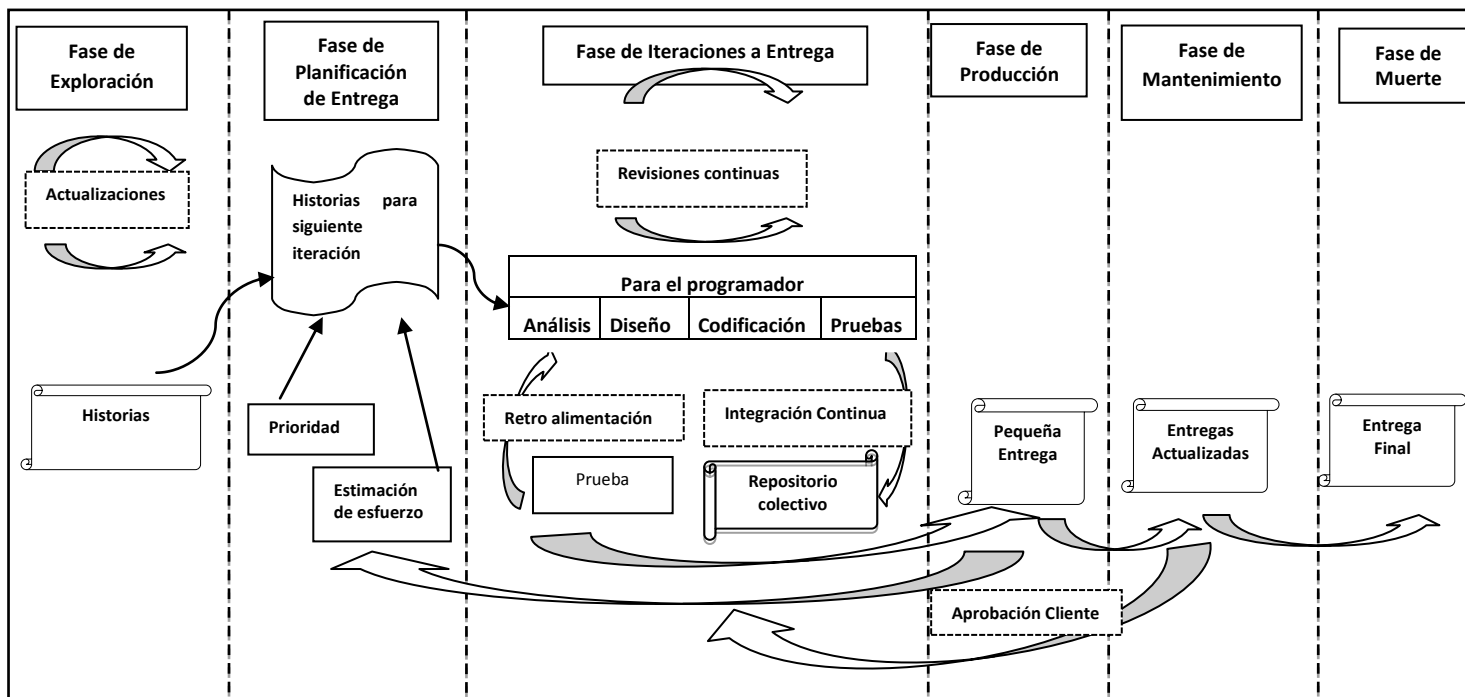 Fase de
Exploración
Fase de
Planificación
de Entrega
Fase de Iteraciones a Entrega
Fase de
Producción
Fase de
Mantenimiento
Fase de
Muerte
Actualizaciones
Historias para
siguiente
iteración
Revisiones continuas
Para el programador
Análisis
Diseño
Codificación
Pruebas
Historias
Prioridad
Estimación
de esfuerzo
Retro alimentación
Prueba
Integración Continua
Repositorio
colectivo
Pequeña
Entrega
Entregas
Actualizadas
Entrega
Final
Aprobación Cliente